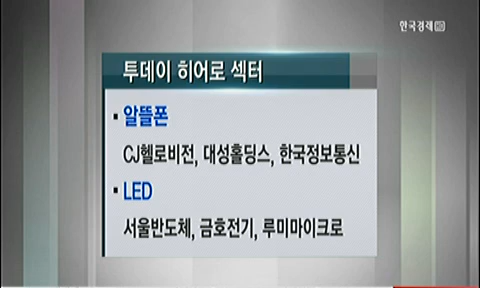 한국경제 HD
투데이 히어로 섹터
▪ 알뜰폰
CJ헬로비전, 대성홀딩스, 한국정보통신
▪ LED
서울반도체, 금호전기, 루미마이크로